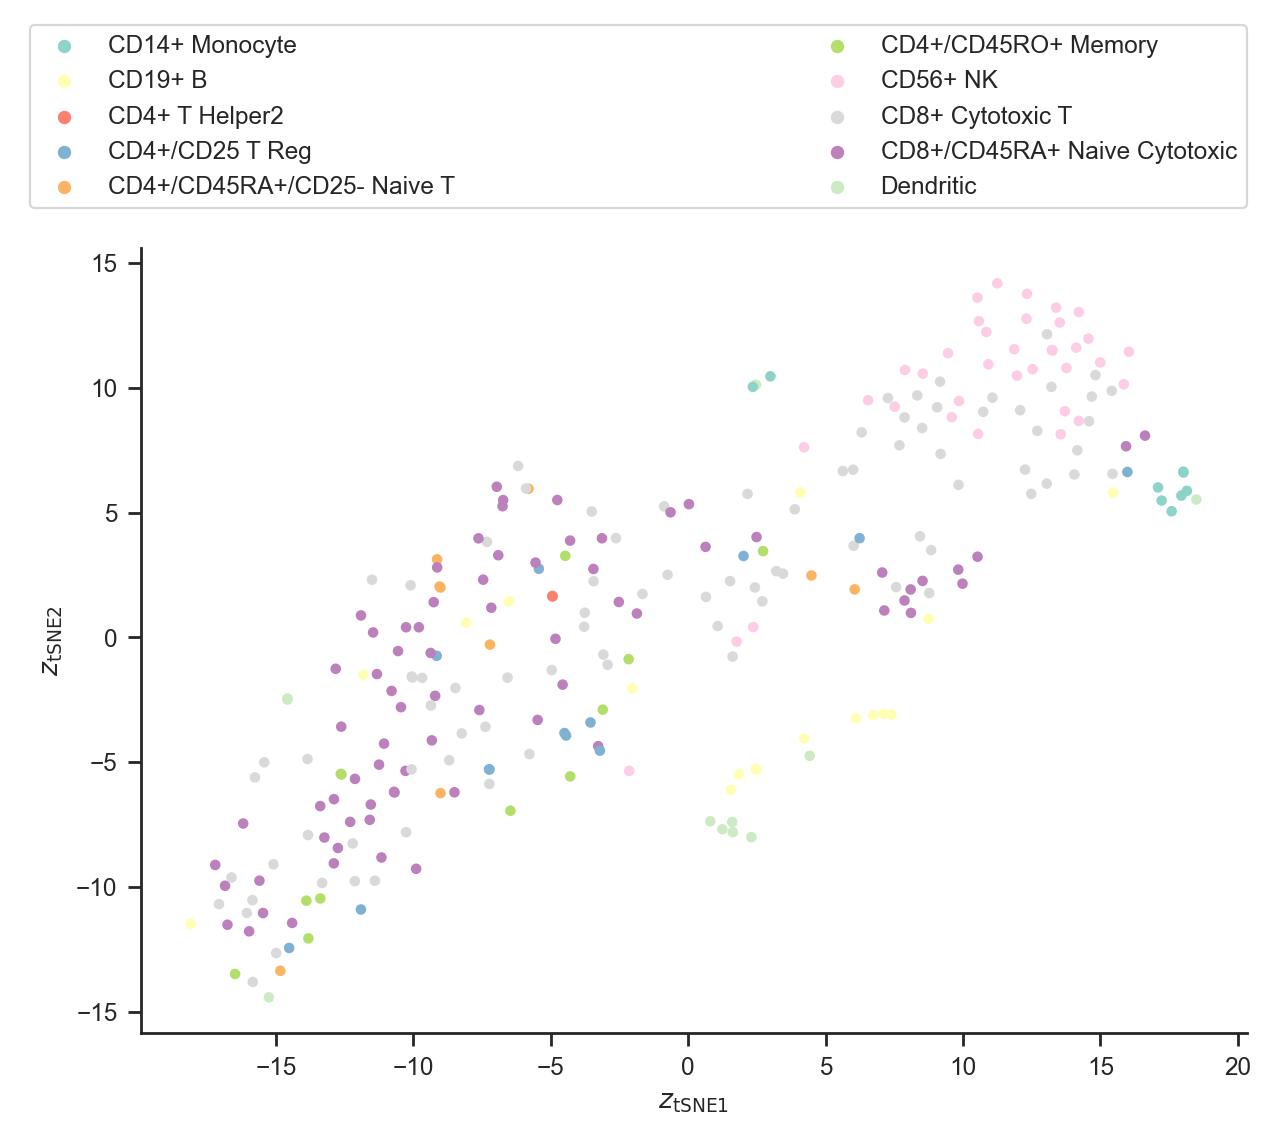 CD14+ Monocyte
CD19+ B
CD4+ T Helper2
CD4+/CD25 T Reg
CD4+/CD45RA+/CD25- Naive T
CD4+/CD45RO+ Memory
CD56+ NK
CD8+ Cytotoxic T
CD8+/CD45RA+ Naive Cytotoxic
Dendritic
15
10
5
0
−5
−10
−15
ztSNE2
−15 −10 −5 0 5 10 15 20
ztSNE1